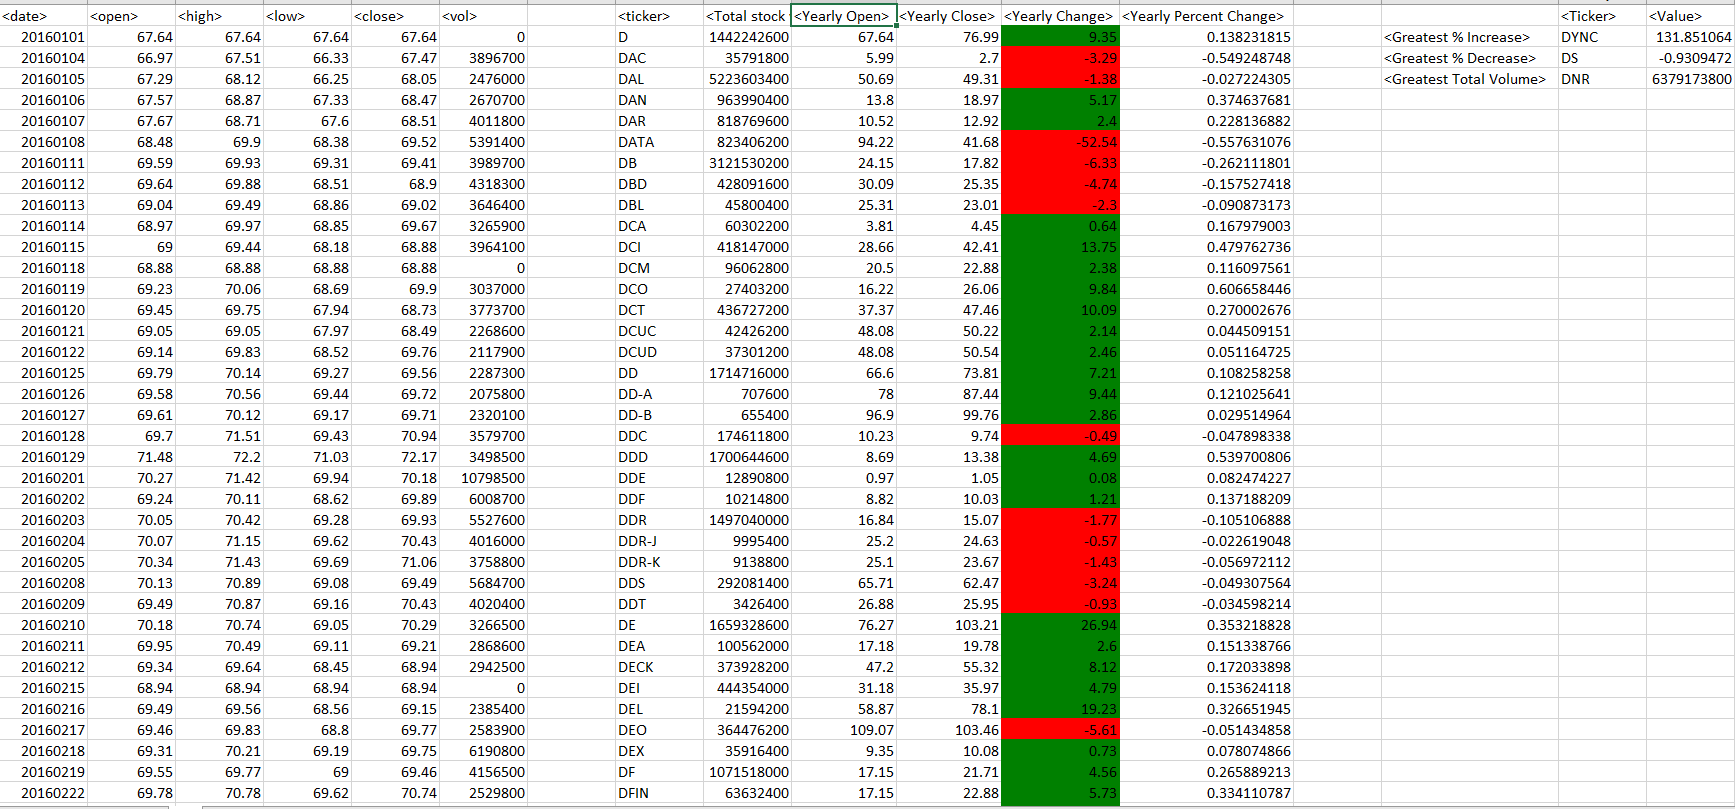 <date> <open> <high> <low> <close> <vol> <ticker> <Total stock <Yearly Open> <Yearly Close> <Yearly Change> <Yearly Percent Change> <Ticker> <Value>
20160101 67.64 67.64 67.64 67.64 0 D 1442242600 67.64 76.99 9.35 0.138231815 <Greatest % Increase> DYNC 131.851064
20160104 66.97 67.51 66.33 67.47 3896700 DAC 35791800 5.99 2.7 -3.29 -0.549248748 <Greatest % Decrease> DS -0.9309472
20160105 67.29 68.12 66.25 68.05 2476000 DAL 5223603400 50.69 49.31 -1.38 -0.027224305 <Greatest Total Volume> DNR 6379173800
20160106 67.57 68.87 67.33 68.47 2670700 DAN 963990400 13.8 18.97 5.17 0.374637681
20160107 67.67 68.71 67.6 68.51 4011800 DAR 818769600 10.52 12.92 2.4 0.228136882
20160108 68.48 69.9 68.38 69.52 5391400 DATA 823406200 94.22 41.68 -52.54 -0.557631076
20160111 69.59 69.93 69.31 69.41 3989700 DB 3121530200 24.15 17.82 -6.33 -0.262111801
20160112 69.64 69.88 68.51 68.9 4318300 DBD 428091600 30.09 25.35 -4.74 -0.157527418
20160113 69.04 69.49 68.86 69.02 3646400 DBL 45800400 25.31 23.01 -2.3 -0.090873173
20160114 68.97 69.97 68.85 69.67 3265900 DCA 60302200 3.81 4.45 0.64 0.167979003
20160115 69 69.44 68.18 68.88 3964100 DCI 418147000 28.66 42.41 13.75 0.479762736
20160118 68.88 68.88 68.88 68.88 0 DCM 96062800 20.5 22.88 2.38 0.116097561
20160119 69.23 70.06 68.69 69.9 3037000 DCO 27403200 16.22 26.06 9.84 0.606658446
20160120 69.45 69.75 67.94 68.73 3773700 DCT 436727200 37.37 47.46 10.09 0.270002676
20160121 69.05 69.05 67.97 68.49 2268600 DCUC 42426200 48.08 50.22 2.14 0.044509151
20160122 69.14 69.83 68.52 69.76 2117900 DCUD 37301200 48.08 50.54 2.46 0.051164725
20160125 69.79 70.14 69.27 69.56 2287300 DD 1714716000 66.6 73.81 7.21 0.108258258
20160126 69.58 70.56 69.44 69.72 2075800 DD-A 707600 78 87.44 9.44 0.121025641
20160127 69.61 70.12 69.17 69.71 2320100 DD-B 655400 96.9 99.76 2.86 0.029514964
20160128 69.7 71.51 69.43 70.94 3579700 DDC 174611800 10.23 9.74 -0.49 -0.047898338
20160129 71.48 72.2 71.03 72.17 3498500 DDD 1700644600 8.69 13.38 4.69 0.539700806
20160201 70.27 71.42 69.94 70.18 10798500 DDE 12890800 0.97 1.05 0.08 0.082474227
20160202 69.24 70.11 68.62 69.89 6008700 DDF 10214800 8.82 10.03 1.21 0.137188209
20160203 70.05 70.42 69.28 69.93 5527600 DDR 1497040000 16.84 15.07 -1.77 -0.105106888
20160204 70.07 71.15 69.62 70.43 4016000 DDR-J 9995400 25.2 24.63 -0.57 -0.022619048
20160205 70.34 71.43 69.69 71.06 3758800 DDR-K 9138800 25.1 23.67 -1.43 -0.056972112
20160208 70.13 70.89 69.08 69.49 5684700 DDS 292081400 65.71 62.47 -3.24 -0.049307564
20160209 69.49 70.87 69.16 70.43 4020400 DDT 3426400 26.88 25.95 -0.93 -0.034598214
20160210 70.18 70.74 69.05 70.29 3266500 DE 1659328600 76.27 103.21 26.94 0.353218828
20160211 69.95 70.49 69.11 69.21 2868600 DEA 100562000 17.18 19.78 2.6 0.151338766
20160212 69.34 69.64 68.45 68.94 2942500 DECK 373928200 47.2 55.32 8.12 0.172033898
20160215 68.94 68.94 68.94 68.94 0 DEI 444354000 31.18 35.97 4.79 0.153624118
20160216 69.49 69.56 68.56 69.15 2385400 DEL 21594200 58.87 78.1 19.23 0.326651945
20160217 69.46 69.83 68.8 69.77 2583900 DEO 364476200 109.07 103.46 -5.61 -0.051434858
20160218 69.31 70.21 69.19 69.75 6190800 DEX 35916400 9.35 10.08 0.73 0.078074866
20160219 69.55 69.77 69 69.46 4156500 DF 1071518000 17.15 21.71 4.56 0.265889213
20160222 69.78 70.78 69.62 70.74 2529800 DFIN 63632400 17.15 22.88 5.73 0.334110787